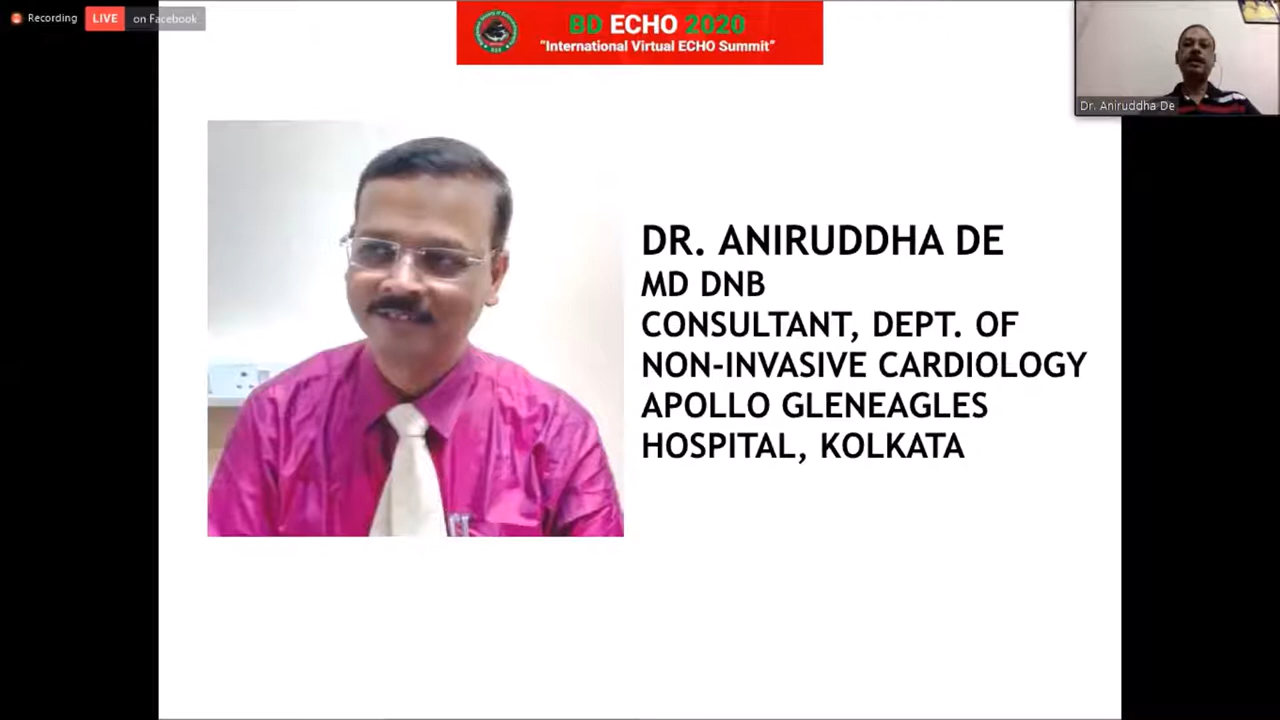 Recording
LIVE on Facebook
BD ECHO 2020
"International Virtual ECHO Summit"
Dr. Aniruddha De
DR. ANIRUDDHA DE
MD DNB
CONSULTANT, DEPT. OF
NON-INVASIVE CARDIOLOGY
APOLLO GLENEAGLES
HOSPITAL, KOLKATA